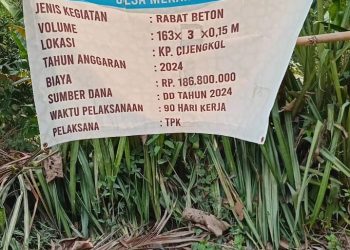 JENIS KEGIATAN : RABAT BETON
VOLUME : 163x 3 x0,15 M
LOKASI : KP. CIJENGKOL
TAHUN ANGGARAN : 2024
BIAYA : RP. 186.800.000
SUMBER DANA : DD TAHUN 2024
WAKTU PELAKSANAAN : 90 HARI KERJA
PELAKSANA : TPK